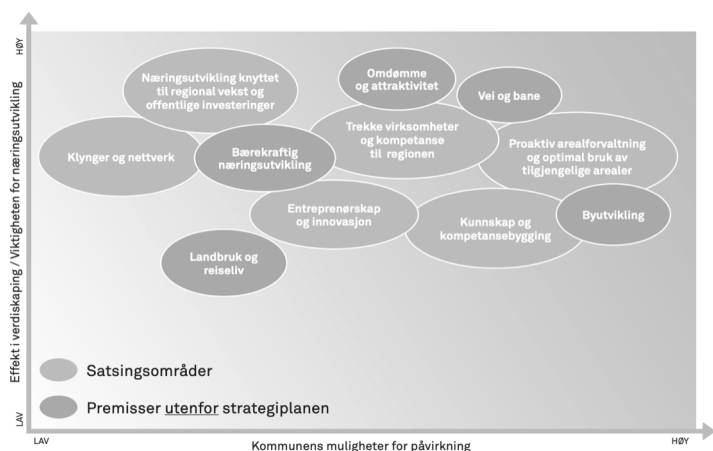 HØY
Effekt i verdiskaping / Viktigheten for næringsutvikling
LAV
Næringsutvikling knyttet
til regional vekst og
offentlige investeringer
Omdømme
og attraktivitet
Vei og bane
Klynger og nettverk
Bærekraftig
næringsutvikling
Trekke virksomheter
og kompetanse
til regionen
Proaktiv arealforvaltning
og optimal bruk av
tilgjengelige arealer
Entreprenørskap
og innovasjon
Kunnskap og
kompetansebygging
Byutvikling
Landbruk og
reiseliv
Satsingsområder
Premisser utenfor strategiplanen
LAV
Kommunens muligheter for påvirkning
HØY